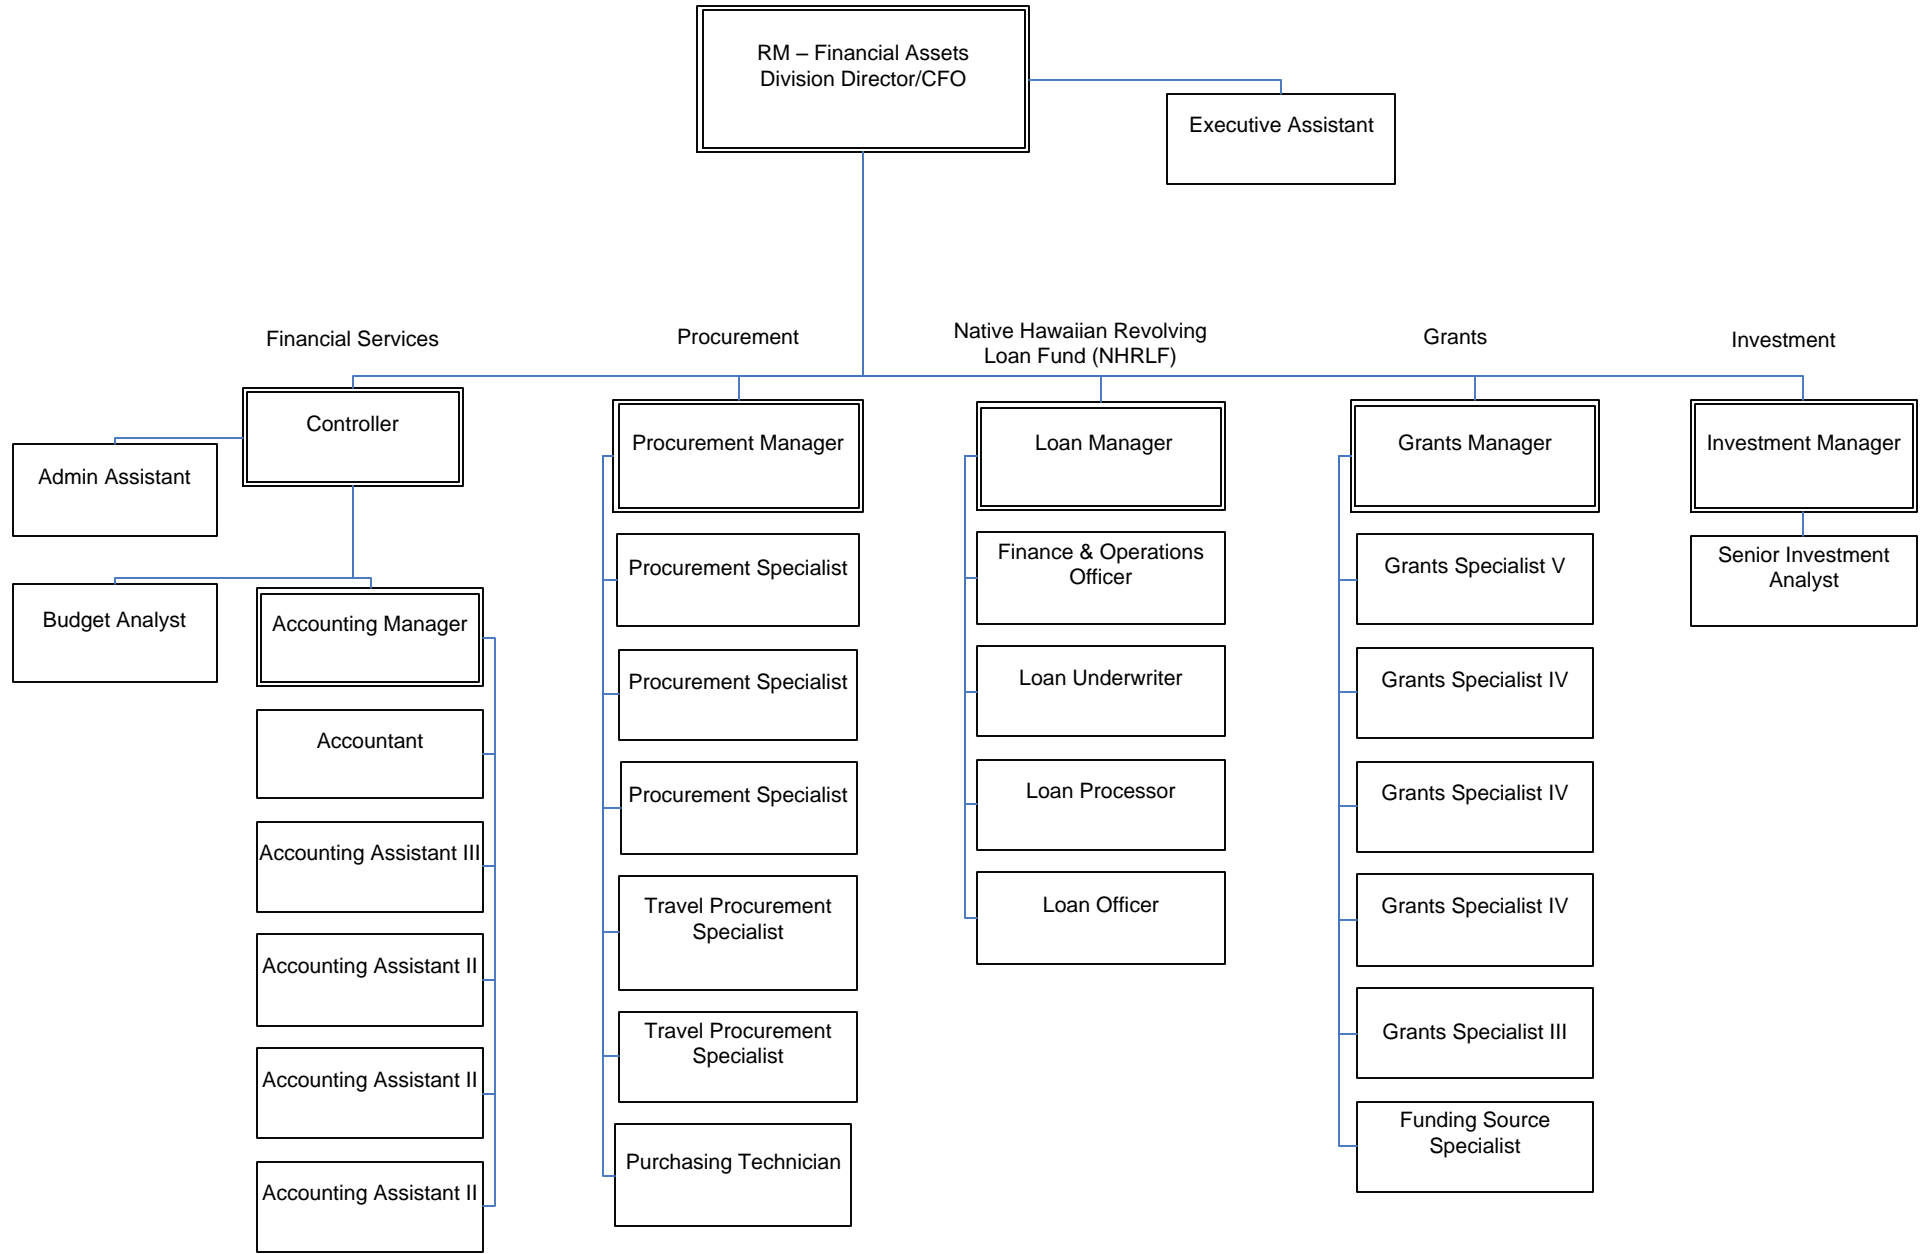 RM – Financial Assets
Division Director/CFO
Executive Assistant
Financial Services
Procurement
Native Hawaiian Revolving
Loan Fund (NHRLF)
Grants
Investment
Controller
Admin Assistant
Budget Analyst
Accounting Manager
Accountant
Accounting Assistant III
Accounting Assistant II
Accounting Assistant II
Accounting Assistant II
Procurement Manager
Procurement Specialist
Procurement Specialist
Procurement Specialist
Travel Procurement
Specialist
Travel Procurement
Specialist
Purchasing Technician
Loan Manager
Finance & Operations
Officer
Loan Underwriter
Loan Processor
Loan Officer
Grants Manager
Grants Specialist V
Grants Specialist IV
Grants Specialist IV
Grants Specialist IV
Grants Specialist III
Funding Source
Specialist
Investment Manager
Senior Investment
Analyst